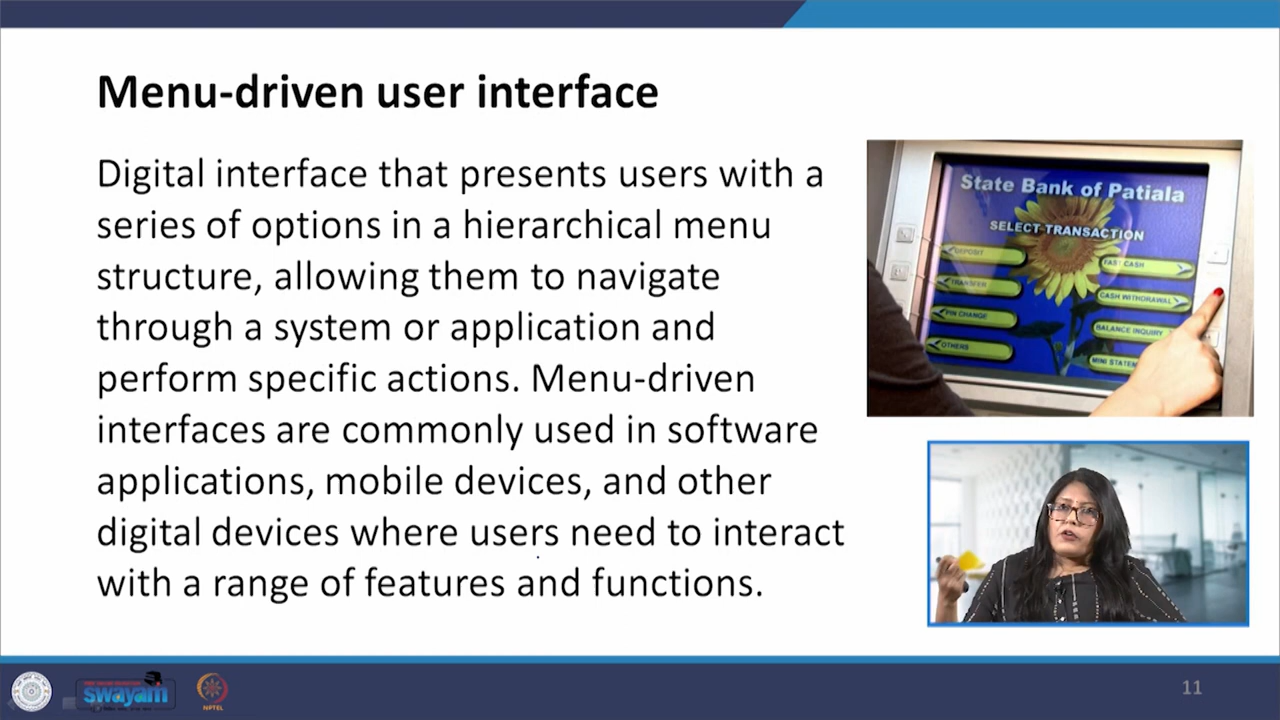 Menu-driven user interface
Digital interface that presents users with a
series of options in a hierarchical menu
structure, allowing them to navigate
through a system or application and
perform specific actions. Menu-driven
interfaces are commonly used in software
applications, mobile devices, and other
digital devices where users need to interact
with a range of features and functions.
State Bank of Patiala
SELECT TRANSACTION
DEPOSIT
FAST CASH
TRANSFER
CASH WITHDRAWAL
PIN CHANGE
BALANCE INQUIRY
OTHERS
MINI STATEM
swayam
NPTEL
11